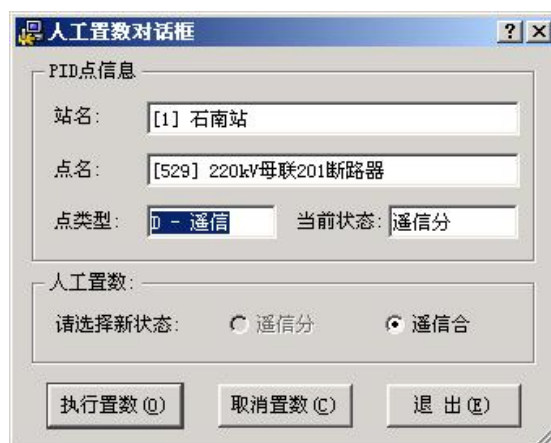 人工置数对话框
PID点信息
站名: [1] 石南站
点名: [529] 220kV母联201断路器
点类型: D - 遥信 当前状态: 遥信分
人工置数:
请选择新状态: 遥信分 遥信合
执行置数(O) 取消置数(C) 退 出(E)